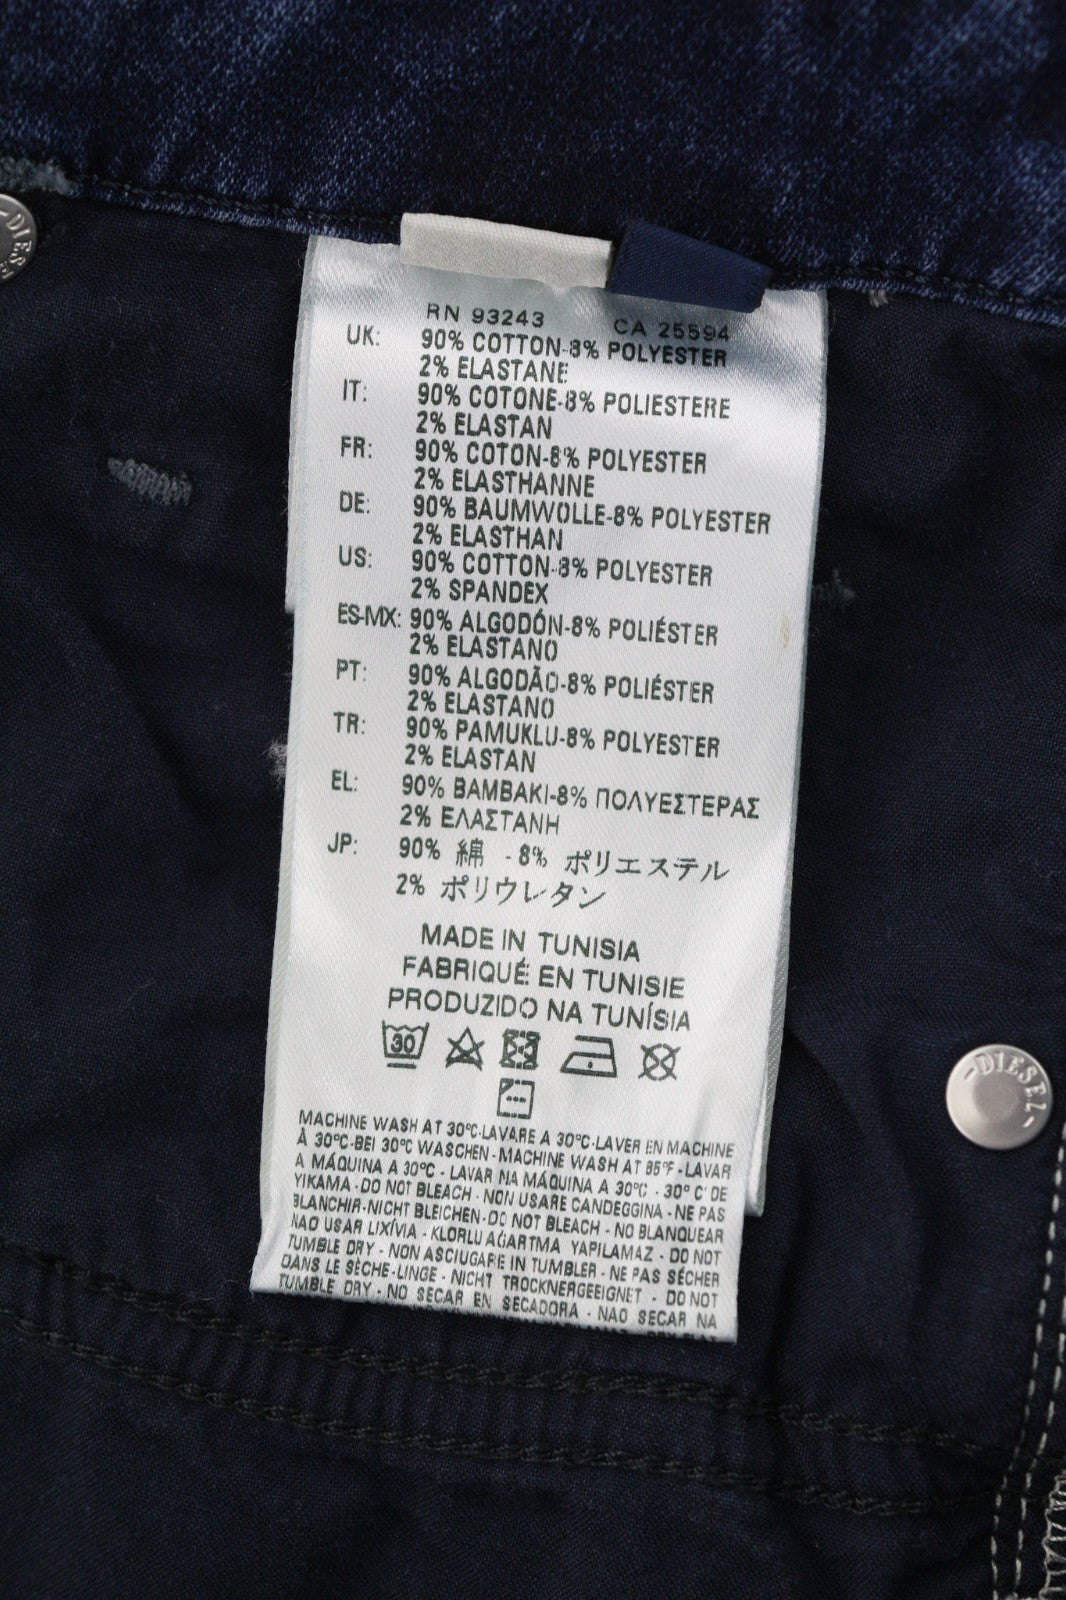 RN 93243 CA 25594
UK: 90% COTTON-8% POLYESTER
2% ELASTANE
IT: 90% COTONE-8% POLIESTERE
2% ELASTAN
FR: 90% COTON-8% POLYESTER
2% ELASTHANNE
DE: 90% BAUMWOLLE-8% POLYESTER
2% ELASTHAN
US: 90% COTTON-8% POLYESTER
2% SPANDEX
ES-MX: 90% ALGODÓN-8% POLIÉSTER
2% ELASTANO
PT: 90% ALGODÃO-8% POLIÉSTER
2% ELASTANO
TR: 90% PAMUKLU-8% POLYESTER
2% ELASTAN
EL: 90% ΒΑΜΒΑΚΙ-8% ΠΟΛΥΕΣΤΕΡΑΣ
2% ΕΛΑΣΤΑΝΗ
JP: 90% 綿 -8% ポリエステル
2% ポリウレタン
MADE IN TUNISIA
FABRIQUÉ EN TUNISIE
PRODUZIDO NA TUNÍSIA
30
MACHINE WASH AT 30°C-LAVARE A 30°C-LAVER EN MACHINE
À 30°C-BEI 30°C WASCHEN-MACHINE WASH AT 85°F-LAVAR
A MÁQUINA A 30°C - LAVAR NA MÁQUINA A 30°C - 30° C'DE
YIKAMA-DO NOT BLEACH - NON USARE CANDEGGINA - NE PAS
BLANCHIR-NICHT BLEICHEN-DO NOT BLEACH - NO BLANQUEAR
NAO USAR LIXÍVIA - KLORLU AGARTMA YAPILAMAZ - DO NOT
TUMBLE DRY - NON ASCIUGARE IN TUMBLER - NE PAS SÉCHER
DANS LE SÈCHE-LINGE - NICHT TROCKNERGEEIGNET - DO NOT
TUMBLE DRY - NO SECAR EN SECADORA - NAO SECAR NA
DIESEL
DIESEL